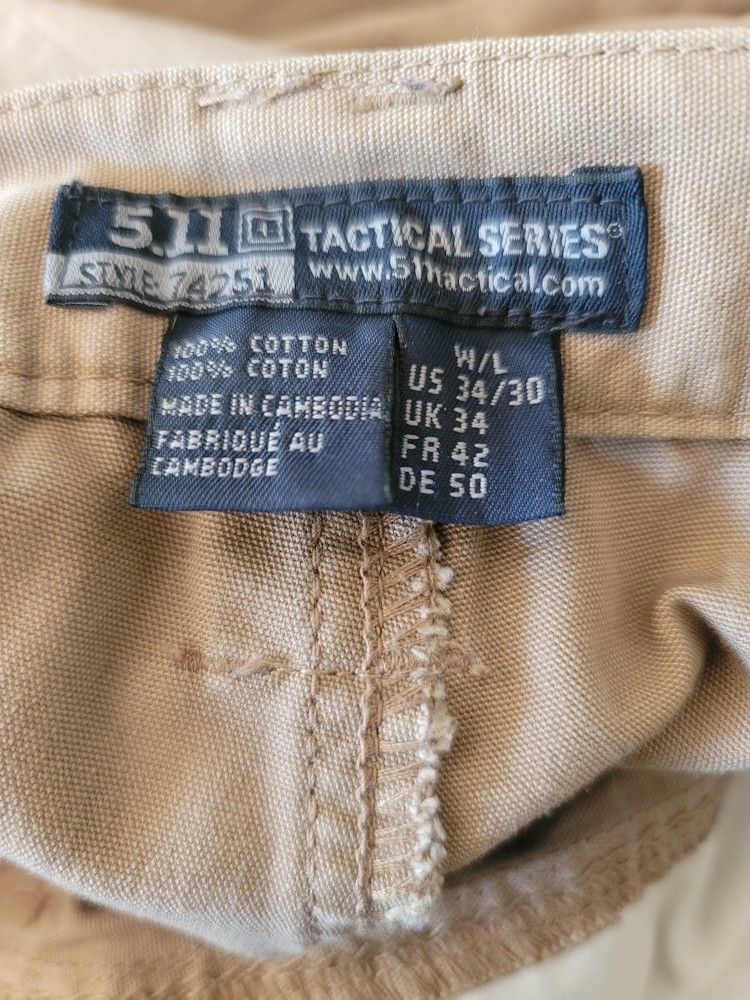 5.11 TACTICAL SERIES®
STYLE 74251 www.511tactical.com
100% COTTON
100% COTON
MADE IN CAMBODIA
FABRIQUÉ AU
CAMBODGE
W/L
US 34/30
UK 34
FR 42
DE 50